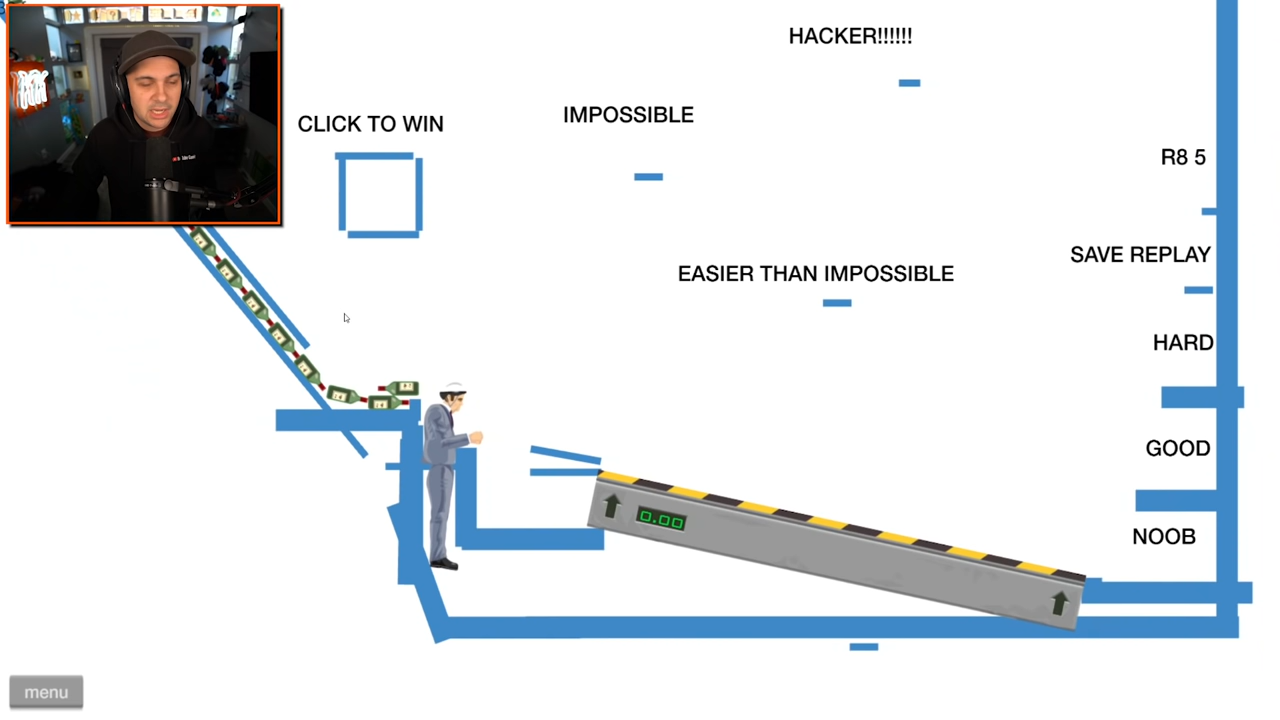 HACKER!!!!!!
IMPOSSIBLE
CLICK TO WIN
R8 5
SAVE REPLAY
EASIER THAN IMPOSSIBLE
HARD
GOOD
0.00
NOOB
menu